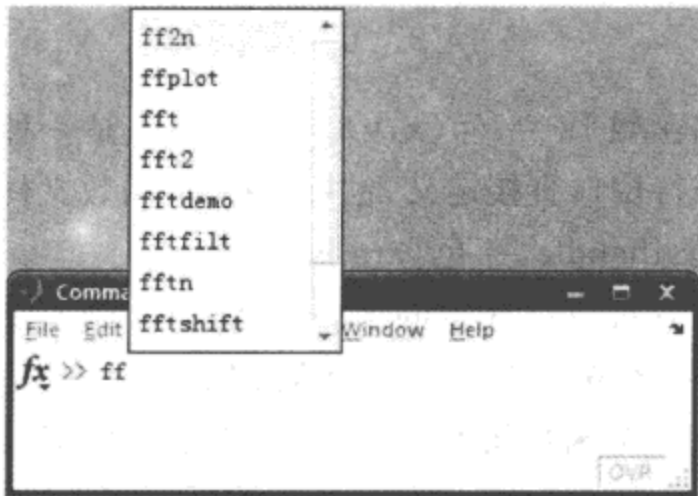 ff2n
ffplot
fft
fft2
fftdemo
fftfilt
fftn
fftshift
Comma
File Edit Window Help
fx >> ff
OVR